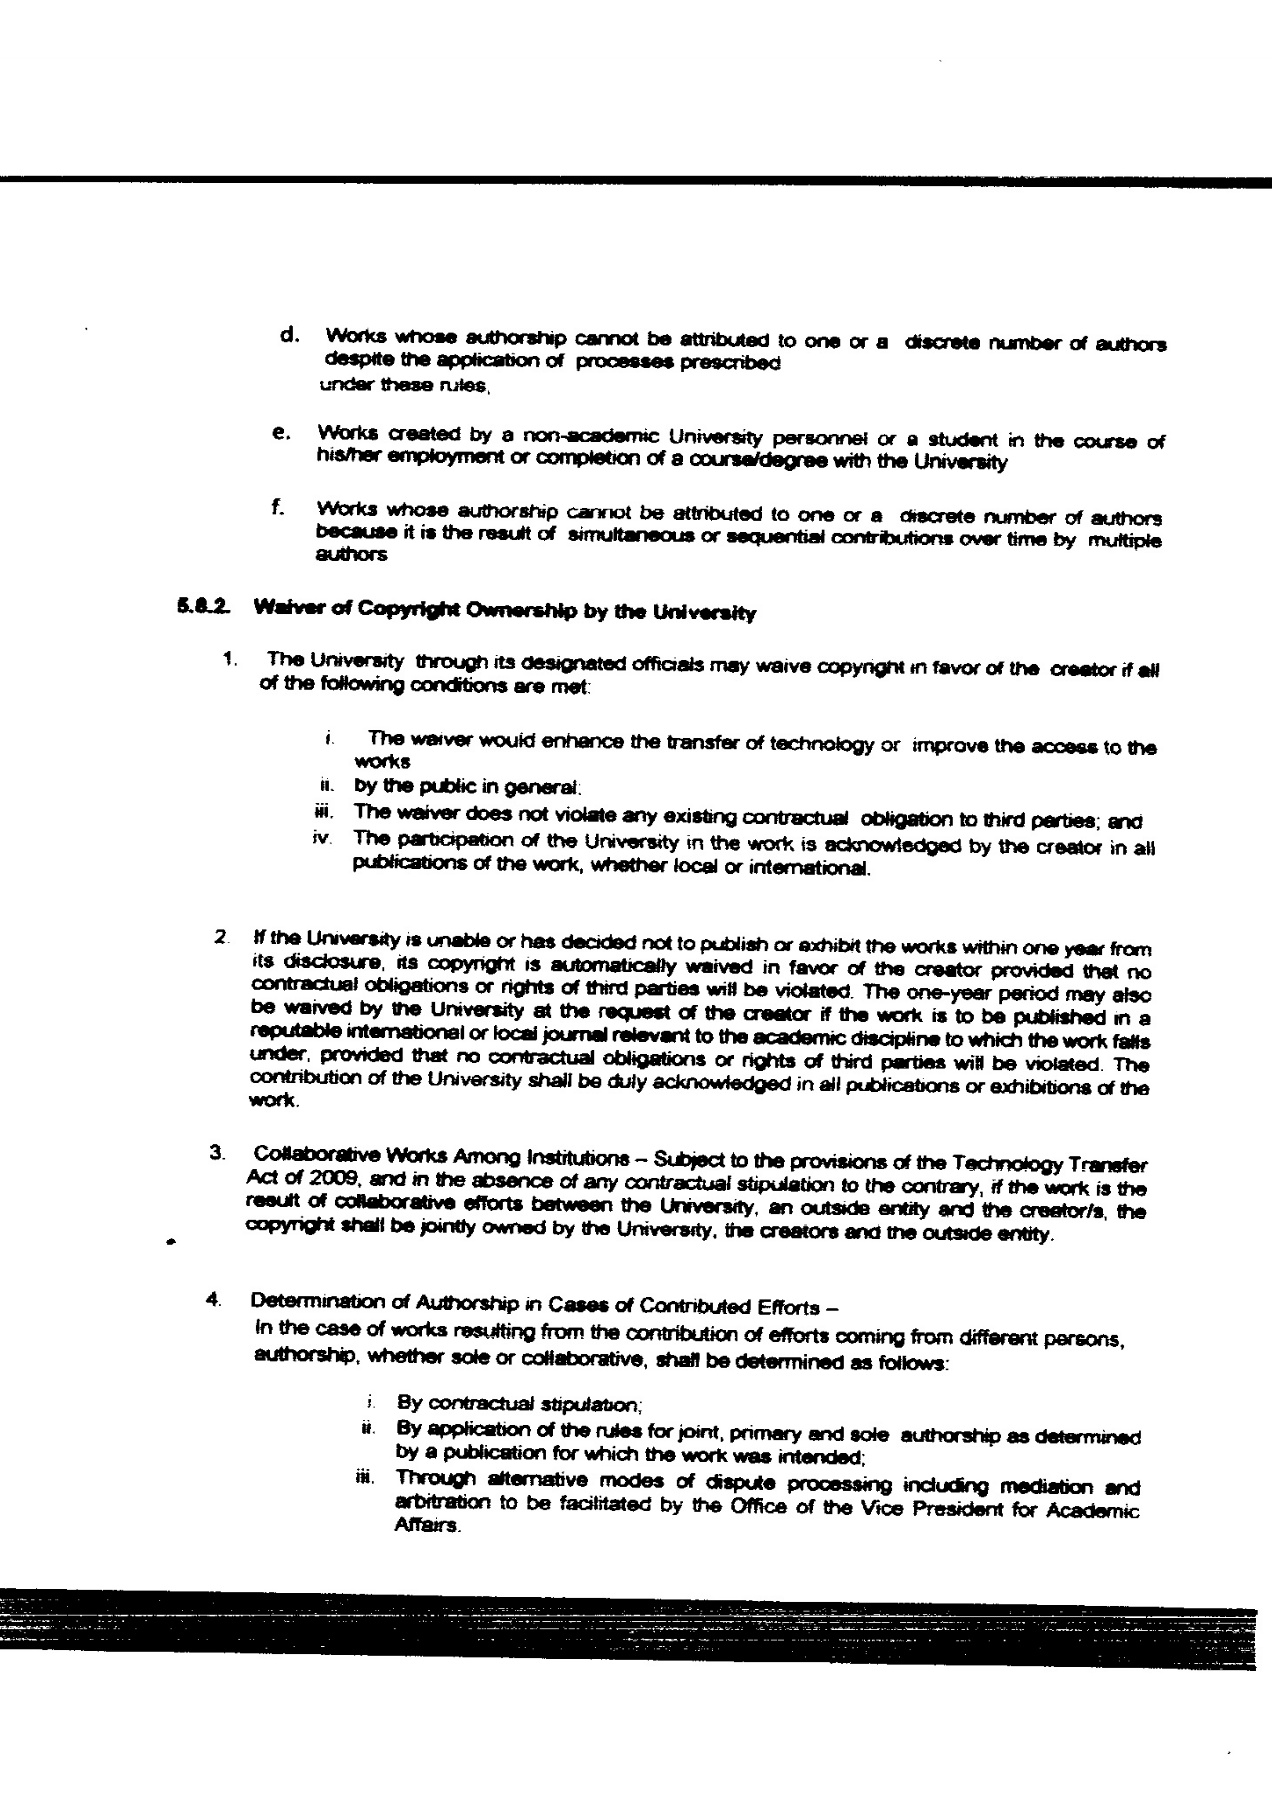 d. Works whose authorship cannot be attributed to one or a discrete number of authors
despite the application of processes prescribed
under these rules,
e. Works created by a non-academic University personnel or a student in the course of
his/her employment or completion of a course/degree with the University
f. Works whose authorship cannot be attributed to one or a discrete number of authors
because it is the result of simultaneous or sequential contributions over time by multiple
authors
5.8.2. Waiver of Copyright Ownership by the University
1. The University through its designated officials may waive copyright in favor of the creator if all
of the following conditions are met:
i. The waiver would enhance the transfer of technology or improve the access to the
works
ii. by the public in general;
iii. The waiver does not violate any existing contractual obligation to third parties; and
iv. The participation of the University in the work is acknowledged by the creator in all
publications of the work, whether local or international.
2. If the University is unable or has decided not to publish or exhibit the works within one year from
its disclosure, its copyright is automatically waived in favor of the creator provided that no
contractual obligations or rights of third parties will be violated. The one-year period may also
be waived by the University at the request of the creator if the work is to be published in a
reputable international or local journal relevant to the academic discipline to which the work falls
under, provided that no contractual obligations or rights of third parties will be violated. The
contribution of the University shall be duly acknowledged in all publications or exhibitions of the
work.
3. Collaborative Works Among Institutions – Subject to the provisions of the Technology Transfer
Act of 2009, and in the absence of any contractual stipulation to the contrary, if the work is the
result of collaborative efforts between the University, an outside entity and the creator/s, the
copyright shall be jointly owned by the University, the creators and the outside entity.
4. Determination of Authorship in Cases of Contributed Efforts –
In the case of works resulting from the contribution of efforts coming from different persons,
authorship, whether sole or collaborative, shall be determined as follows:
i. By contractual stipulation;
ii. By application of the rules for joint, primary and sole authorship as determined
by a publication for which the work was intended;
iii. Through alternative modes of dispute processing including mediation and
arbitration to be facilitated by the Office of the Vice President for Academic
Affairs.